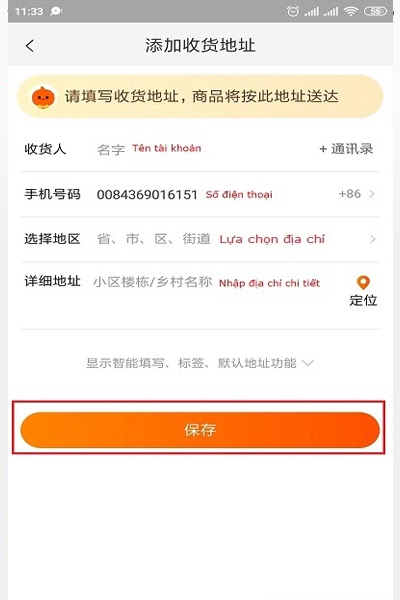 11:33 55
添加收货地址
请填写收货地址，商品将按此地址送达
收货人 名字 Tên tài khoản + 通讯录
手机号码 0084369016151 Số điện thoại +86
选择地区 省、市、区、街道 Lựa chọn địa chỉ
详细地址 小区楼栋/乡村名称 Nhập địa chỉ chi tiết
定位
显示智能填写、标签、默认地址功能
保存